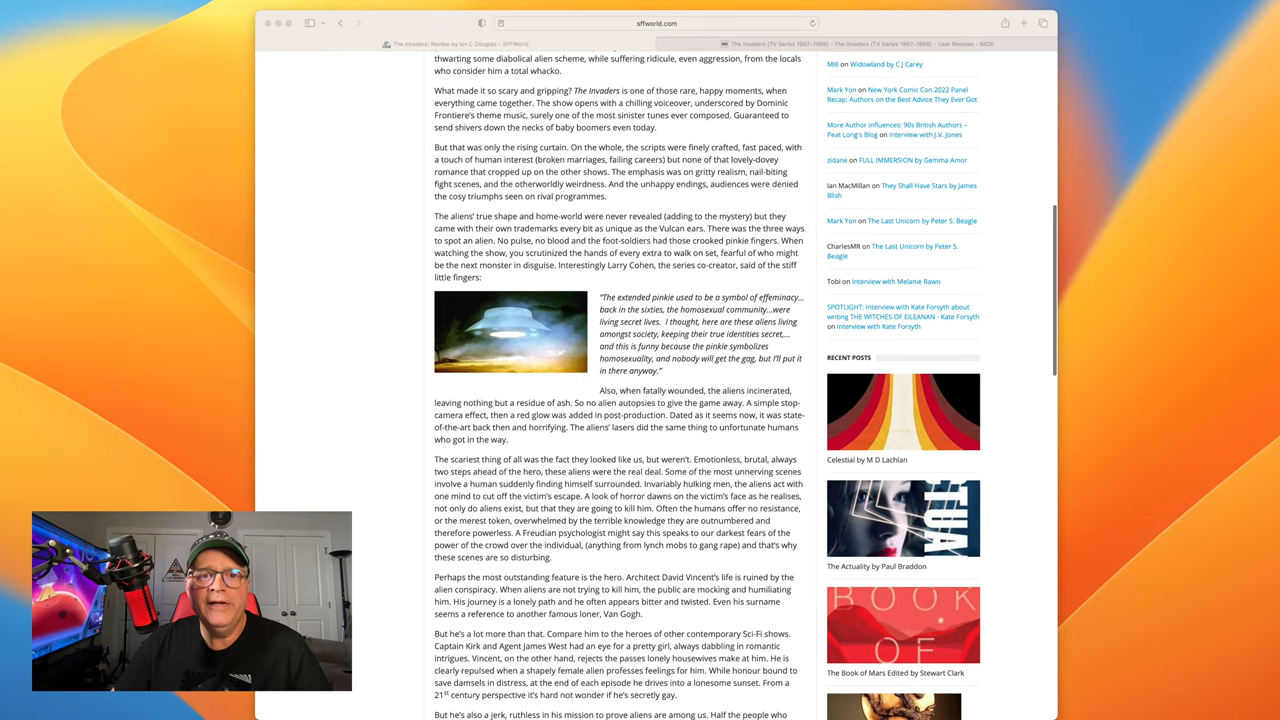 sffworld.com
The Invaders: Review by Ian C Douglas – SFFWorld
The Invaders (TV Series 1967–1968) - The Invaders (TV Series 1967–1968) - User Reviews - IMDb
thwarting some diabolical alien scheme, while suffering ridicule, even aggression, from the locals
who consider him a total whacko.
What made it so scary and gripping? The Invaders is one of those rare, happy moments, when
everything came together. The show opens with a chilling voiceover, underscored by Dominic
Frontiere’s theme music, surely one of the most sinister tunes ever composed. Guaranteed to
send shivers down the necks of baby boomers even today.
But that was only the rising curtain. On the whole, the scripts were finely crafted, fast paced, with
a touch of human interest (broken marriages, failing careers) but none of that lovely-dovey
romance that cropped up on the other shows. The emphasis was on gritty realism, nail-biting
fight scenes, and the otherworldly weirdness. And the unhappy endings, audiences were denied
the cosy triumphs seen on rival programmes.
The aliens’ true shape and home-world were never revealed (adding to the mystery) but they
came with their own trademarks every bit as unique as the Vulcan ears. There was the three ways
to spot an alien. No pulse, no blood and the foot-soldiers had those crooked pinkie fingers. When
watching the show, you scrutinized the hands of every extra to walk on set, fearful of who might
be the next monster in disguise. Interestingly Larry Cohen, the series co-creator, said of the stiff
little fingers:
“The extended pinkie used to be a symbol of effeminacy…
back in the sixties, the homosexual community…were
living secret lives. I thought, here are these aliens living
amongst society, keeping their true identities secret,…
and this is funny because the pinkie symbolizes
homosexuality, and nobody will get the gag, but I’ll put it
in there anyway.”
Also, when fatally wounded, the aliens incinerated,
leaving nothing but a residue of ash. So no alien autopsies to give the game away. A simple stop-
camera effect, then a red glow was added in post-production. Dated as it seems now, it was state-
of-the-art back then and horrifying. The aliens’ lasers did the same thing to unfortunate humans
who got in the way.
The scariest thing of all was the fact they looked like us, but weren’t. Emotionless, brutal, always
two steps ahead of the hero, these aliens were the real deal. Some of the most unnerving scenes
involve a human suddenly finding himself surrounded. Invariably hulking men, the aliens act with
one mind to cut off the victim’s escape. A look of horror dawns on the victim’s face as he realises,
not only do aliens exist, but that they are going to kill him. Often the humans offer no resistance,
or the merest token, overwhelmed by the terrible knowledge they are outnumbered and
therefore powerless. A Freudian psychologist might say this speaks to our darkest fears of the
power of the crowd over the individual, (anything from lynch mobs to gang rape) and that’s why
these scenes are so disturbing.
Perhaps the most outstanding feature is the hero. Architect David Vincent’s life is ruined by the
alien conspiracy. When aliens are not trying to kill him, the public are mocking and humiliating
him. His journey is a lonely path and he often appears bitter and twisted. Even his surname
seems a reference to another famous loner, Van Gogh.
But he’s a lot more than that. Compare him to the heroes of other contemporary Sci-Fi shows.
Captain Kirk and Agent James West had an eye for a pretty girl, always dabbling in romantic
intrigues. Vincent, on the other hand, rejects the passes lonely housewives make at him. He is
clearly repulsed when a shapely female alien professes feelings for him. While honour bound to
save damsels in distress, at the end of each episode he drives into a lonesome sunset. From a
21st century perspective it’s hard not wonder if he’s secretly gay.
But he’s also a jerk, ruthless in his mission to prove aliens are among us. Half the people who
MI6 on Widowland by C J Carey
Mark Yon on New York Comic Con 2022 Panel
Recap: Authors on the Best Advice They Ever Got
More Author Influences: 90s British Authors –
Peat Long's Blog on Interview with J.V. Jones
zidane on FULL IMMERSION by Gemma Amor
Ian MacMillan on They Shall Have Stars by James
Blish
Mark Yon on The Last Unicorn by Peter S. Beagle
CharlesMR on The Last Unicorn by Peter S.
Beagle
Tobi on Interview with Melanie Rawn
SPOTLIGHT: Interview with Kate Forsyth about
writing THE WITCHES OF EILEANAN - Kate Forsyth
on Interview with Kate Forsyth
RECENT POSTS
Celestial by M D Lachlan
TUA
The Actuality by Paul Braddon
BOOK
OF
The Book of Mars Edited by Stewart Clark